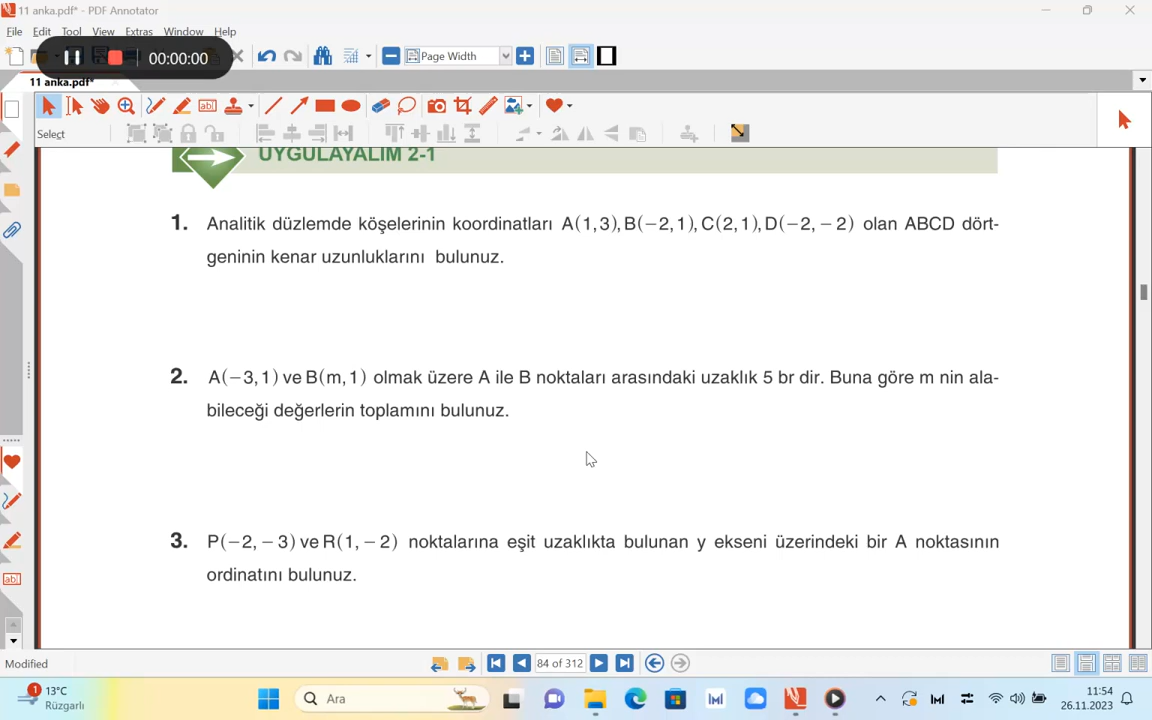 11 anka.pdf* - PDF Annotator
File Edit Tool View Extras Window Help
00:00:00
Page Width
11 anka.pdf*
Select
UYGULAYALIM 2-1
1. Analitik düzlemde köşelerinin koordinatları A(1,3), B(−2,1), C(2,1), D(−2, −2) olan ABCD dört-
geninin kenar uzunluklarını bulunuz.
2. A(−3,1) ve B(m,1) olmak üzere A ile B noktaları arasındaki uzaklık 5 br dir. Buna göre m nin ala-
bileceği değerlerin toplamını bulunuz.
3. P(−2, −3) ve R(1, −2) noktalarına eşit uzaklıkta bulunan y ekseni üzerindeki bir A noktasının
ordinatını bulunuz.
84 of 312
Modified
1
13°C
Rüzgarlı
Ara
11:54
26.11.2023